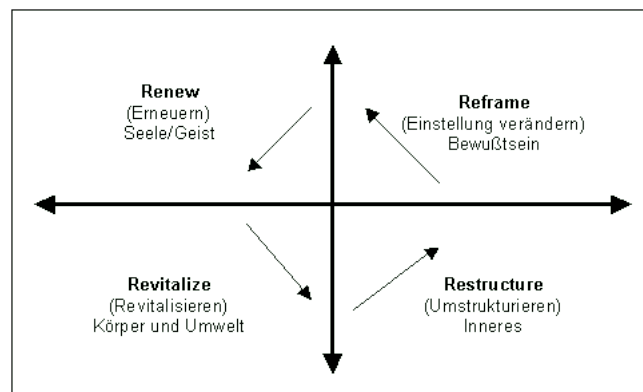 Renew
(Erneuern)
Seele/Geist
Reframe
(Einstellung verändern)
Bewußtsein
Revitalize
(Revitalisieren)
Körper und Umwelt
Restructure
(Umstrukturieren)
Inneres